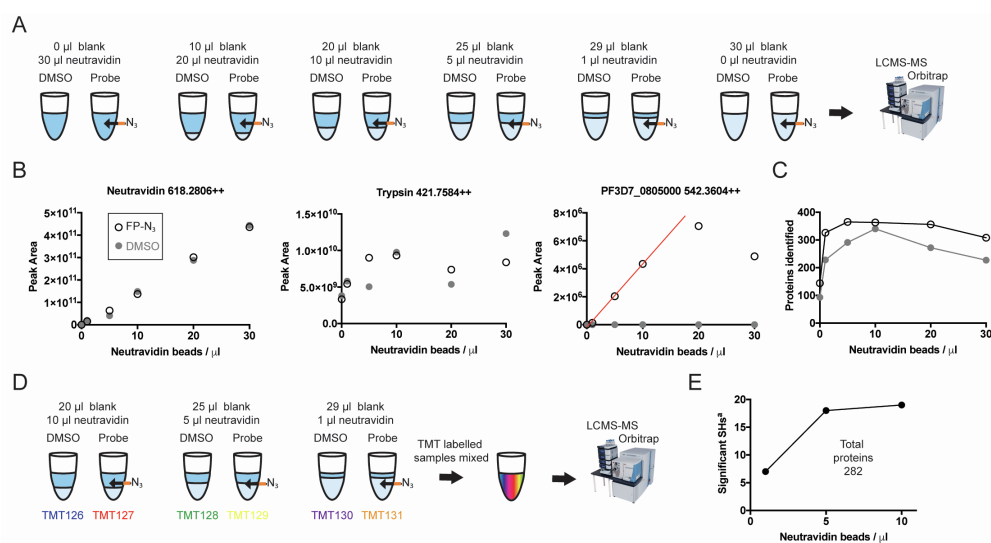 A
0 µl blank
30 µl neutravidin
DMSO Probe
N3
10 µl blank
20 µl neutravidin
DMSO Probe
N3
20 µl blank
10 µl neutravidin
DMSO Probe
N3
25 µl blank
5 µl neutravidin
DMSO Probe
N3
29 µl blank
1 µl neutravidin
DMSO Probe
N3
30 µl blank
0 µl neutravidin
DMSO Probe
N3
LCMS-MS
Orbitrap
B
Neutravidin 618.2806++
Peak Area
5×10¹¹
4×10¹¹
3×10¹¹
2×10¹¹
1×10¹¹
0
FP-N₃
DMSO
0 10 20 30
Neutravidin beads / µl
Trypsin 421.7584++
Peak Area
1.5×10¹⁰
1.0×10¹⁰
5.0×10⁹
0.0
0 10 20 30
Neutravidin beads / µl
PF3D7_0805000 542.3604++
Peak Area
8×10⁶
6×10⁶
4×10⁶
2×10⁶
0
0 10 20 30
Neutravidin beads / µl
C
Proteins identified
400
300
200
100
0
0 10 20 30
Neutravidin beads / µl
D
20 µl blank
10 µl neutravidin
DMSO Probe
N3
TMT126 TMT127
25 µl blank
5 µl neutravidin
DMSO Probe
N3
TMT128 TMT129
29 µl blank
1 µl neutravidin
DMSO Probe
N3
TMT130 TMT131
TMT labelled
samples mixed
LCMS-MS
Orbitrap
E
Significant SHsᵃ
20
15
10
5
0
Total
proteins
282
0 5 10
Neutravidin beads / µl